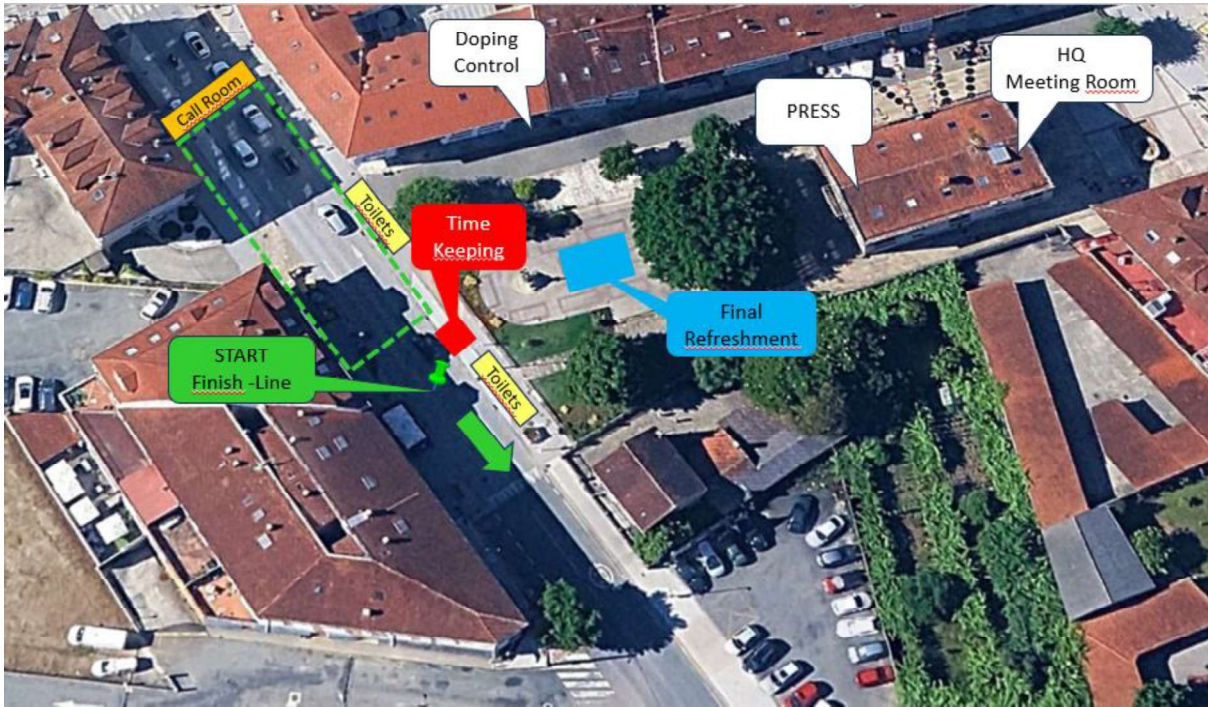 Doping
Control
HQ
Meeting Room
PRESS
Call Room
Toilets
Time
Keeping
Final
Refreshment
START
Finish -Line
Toilets